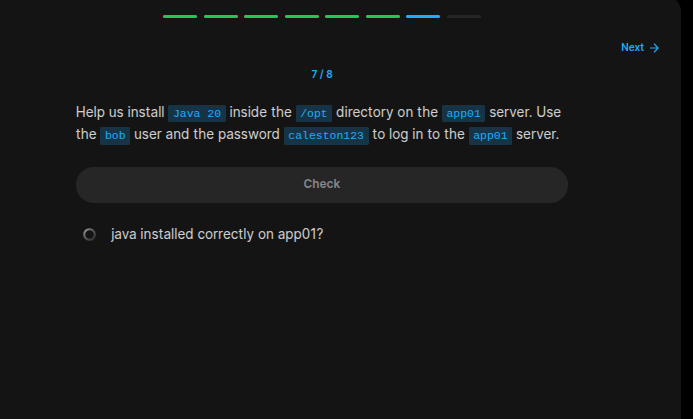 Next →
7 / 8
Help us install Java 20 inside the /opt directory on the app01 server. Use
the bob user and the password caleston123 to log in to the app01 server.
Check
java installed correctly on app01?